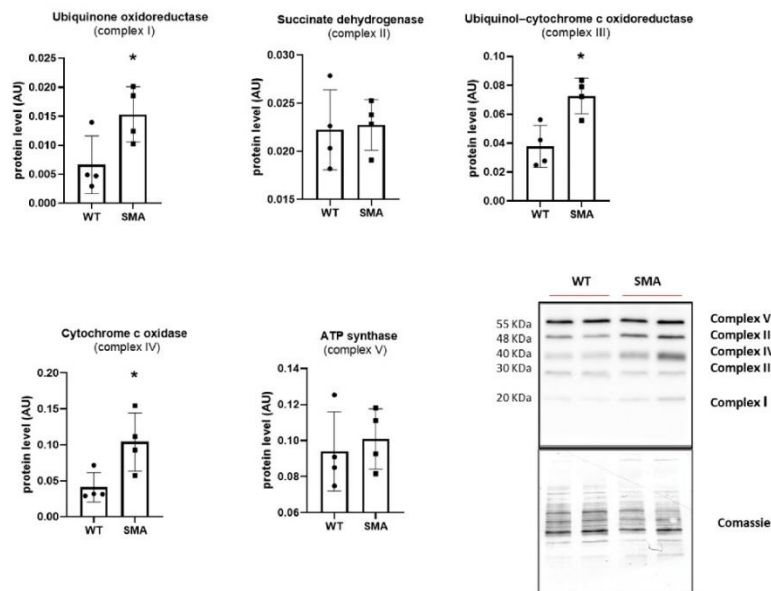 Ubiquinone oxidoreductase
(complex I)
protein level (AU)
0.025
0.020
0.015
0.010
0.005
0.000
*
WT SMA
Succinate dehydrogenase
(complex II)
protein level (AU)
0.030
0.027
0.024
0.021
0.018
0.015
WT SMA
Ubiquinol–cytochrome c oxidoreductase
(complex III)
protein level (AU)
0.10
0.08
0.06
0.04
0.02
0.00
*
WT SMA
Cytochrome c oxidase
(complex IV)
protein level (AU)
0.20
0.15
0.10
0.05
0.00
*
WT SMA
ATP synthase
(complex V)
protein level (AU)
0.14
0.12
0.10
0.08
0.06
WT SMA
WT SMA
55 KDa Complex V
48 KDa Complex II
40 KDa Complex IV
30 KDa Complex II
20 KDa Complex I
Comassie